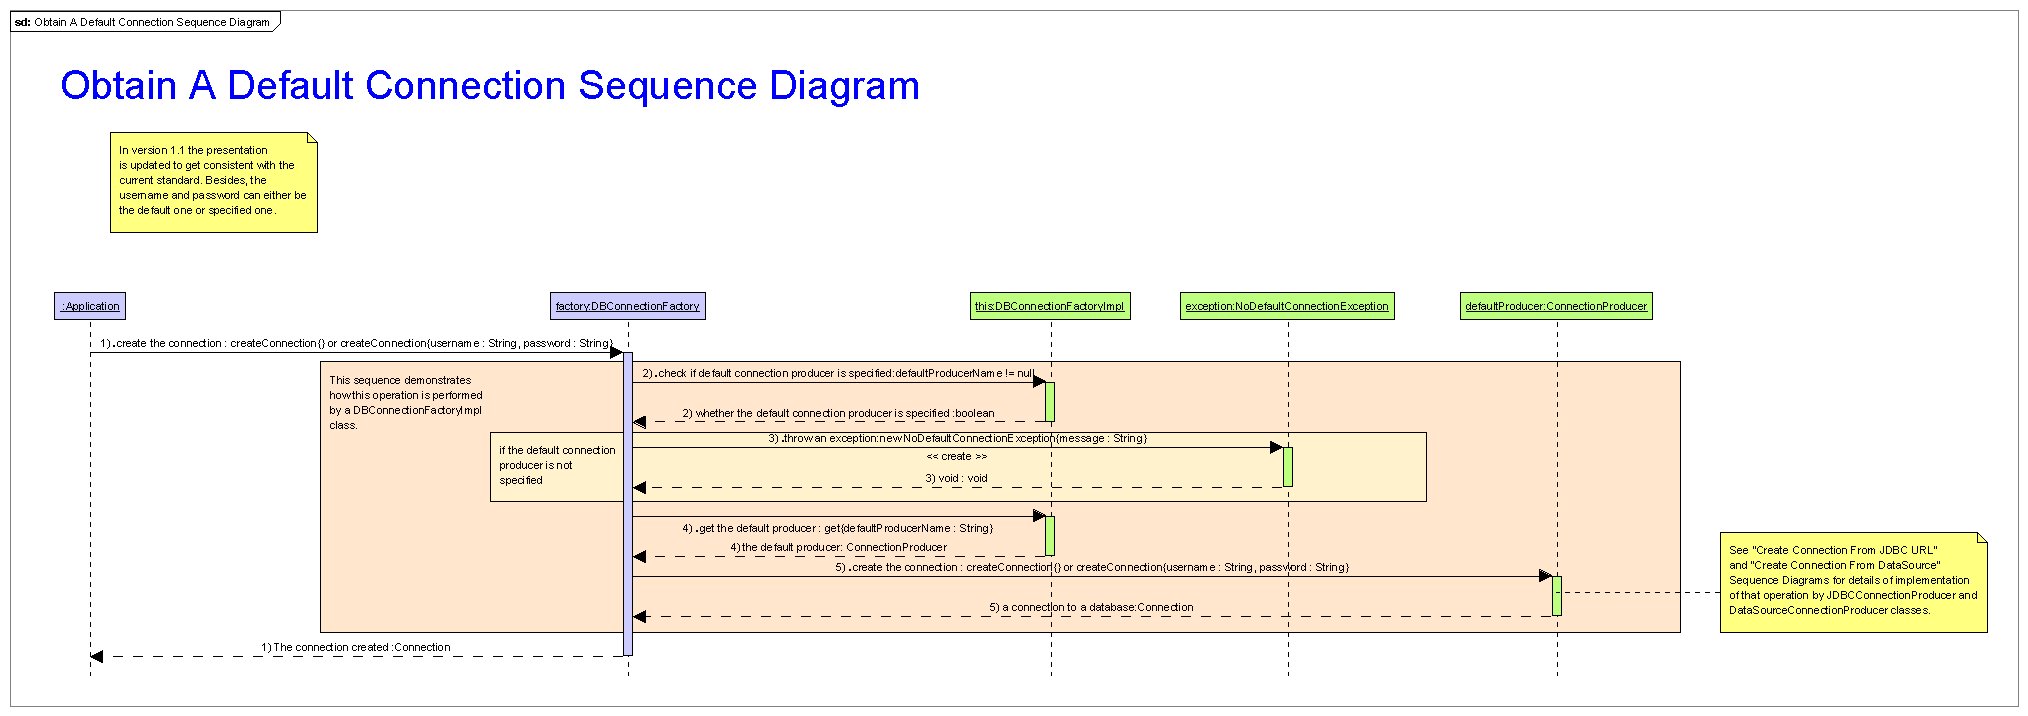 sd: Obtain A Default Connection Sequence Diagram
Obtain A Default Connection Sequence Diagram
In version 1.1 the presentation
is updated to get consistent with the
current standard. Besides, the
username and password can either be
the default one or specified one.
:Application
factory:DBConnectionFactory
this:DBConnectionFactoryImpl
exception:NoDefaultConnectionException
defaultProducer:ConnectionProducer
1).create the connection : createConnection{} or createConnection{username : String, password : String}
This sequence demonstrates
how this operation is performed
by a DBConnectionFactoryImpl
class.
2).check if default connection producer is specified:defaultProducerName != null
2) whether the default connection producer is specified :boolean
if the default connection
producer is not
specified
3).throw an exception:new NoDefaultConnectionException{message : String}
<< create >>
3) void : void
4).get the default producer : get{defaultProducerName : String}
4)the default producer: ConnectionProducer
5).create the connection : createConnection{} or createConnection{username : String, password : String}
5) a connection to a database:Connection
See "Create Connection From JDBC URL"
and "Create Connection From DataSource"
Sequence Diagrams for details of implementation
of that operation by JDBCConnectionProducer and
DataSourceConnectionProducer classes.
1) The connection created :Connection